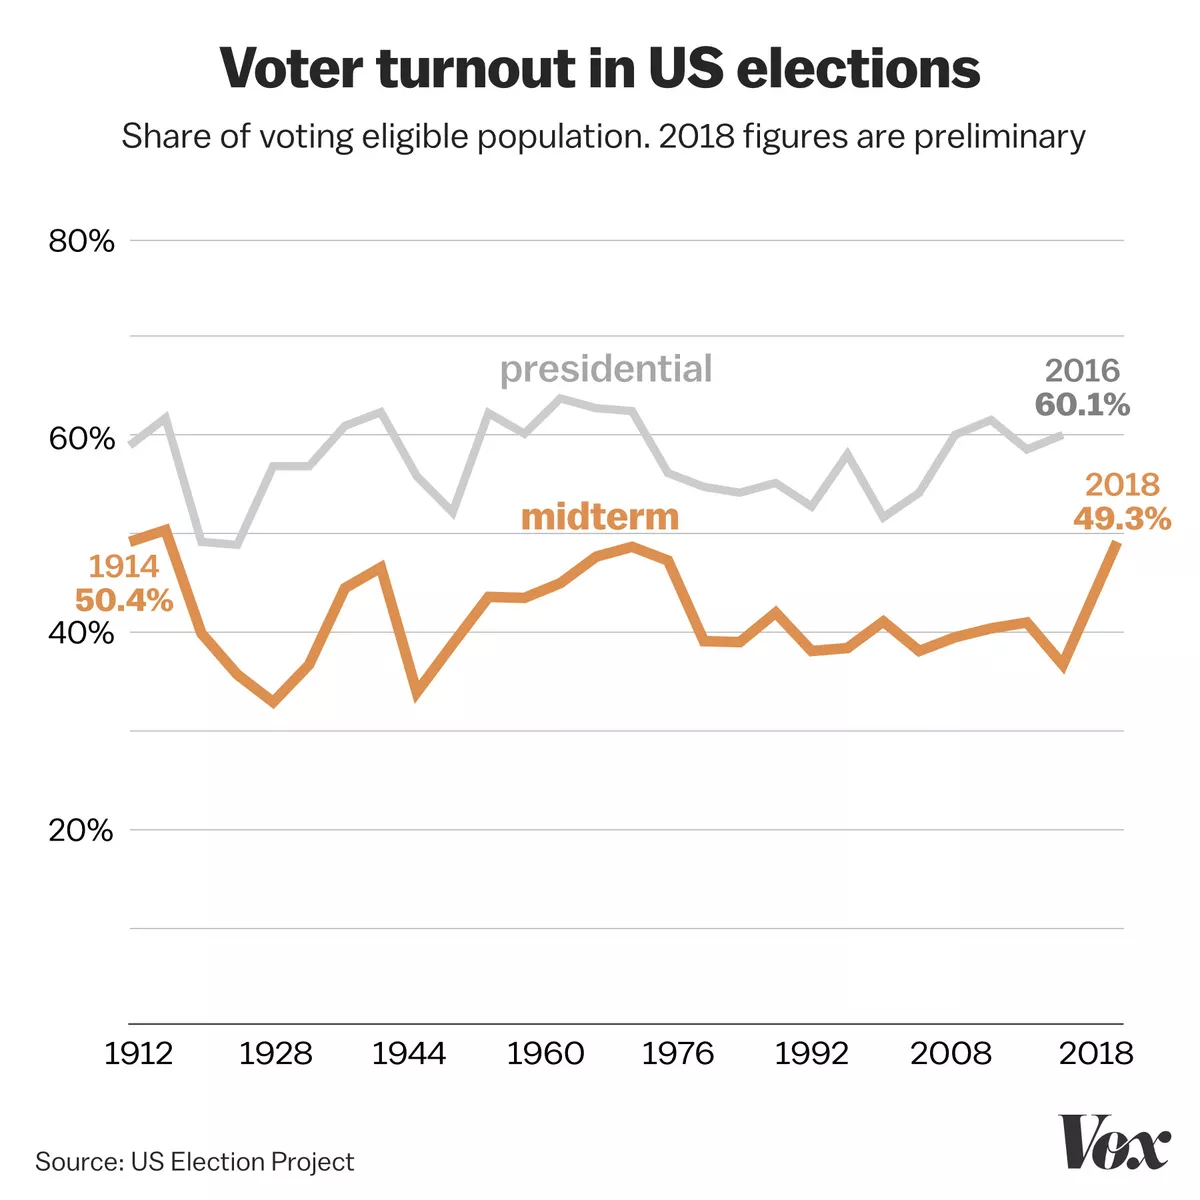 Voter turnout in US elections
Share of voting eligible population. 2018 figures are preliminary
80%
presidential
2016
60.1%
60%
2018
49.3%
midterm
1914
50.4%
40%
20%
1912 1928 1944 1960 1976 1992 2008 2018
Source: US Election Project
Vox